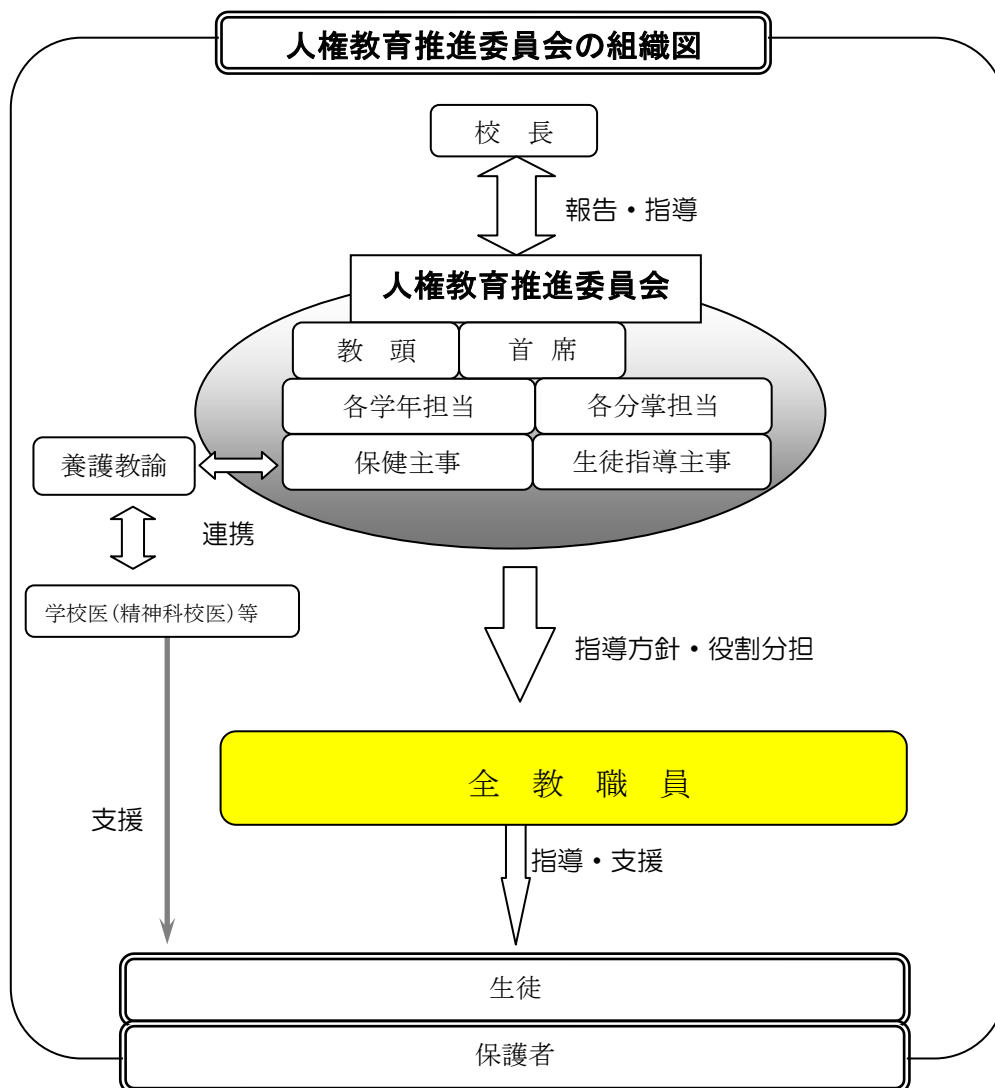 人権教育推進委員会の組織図
校　長
報告・指導
人権教育推進委員会
教　頭
首 席
各学年担当
各分掌担当
養護教諭
保健主事
生徒指導主事
連携
学校医(精神科校医)等
指導方針・役割分担
全 教 職 員
支援
指導・支援
生徒
保護者